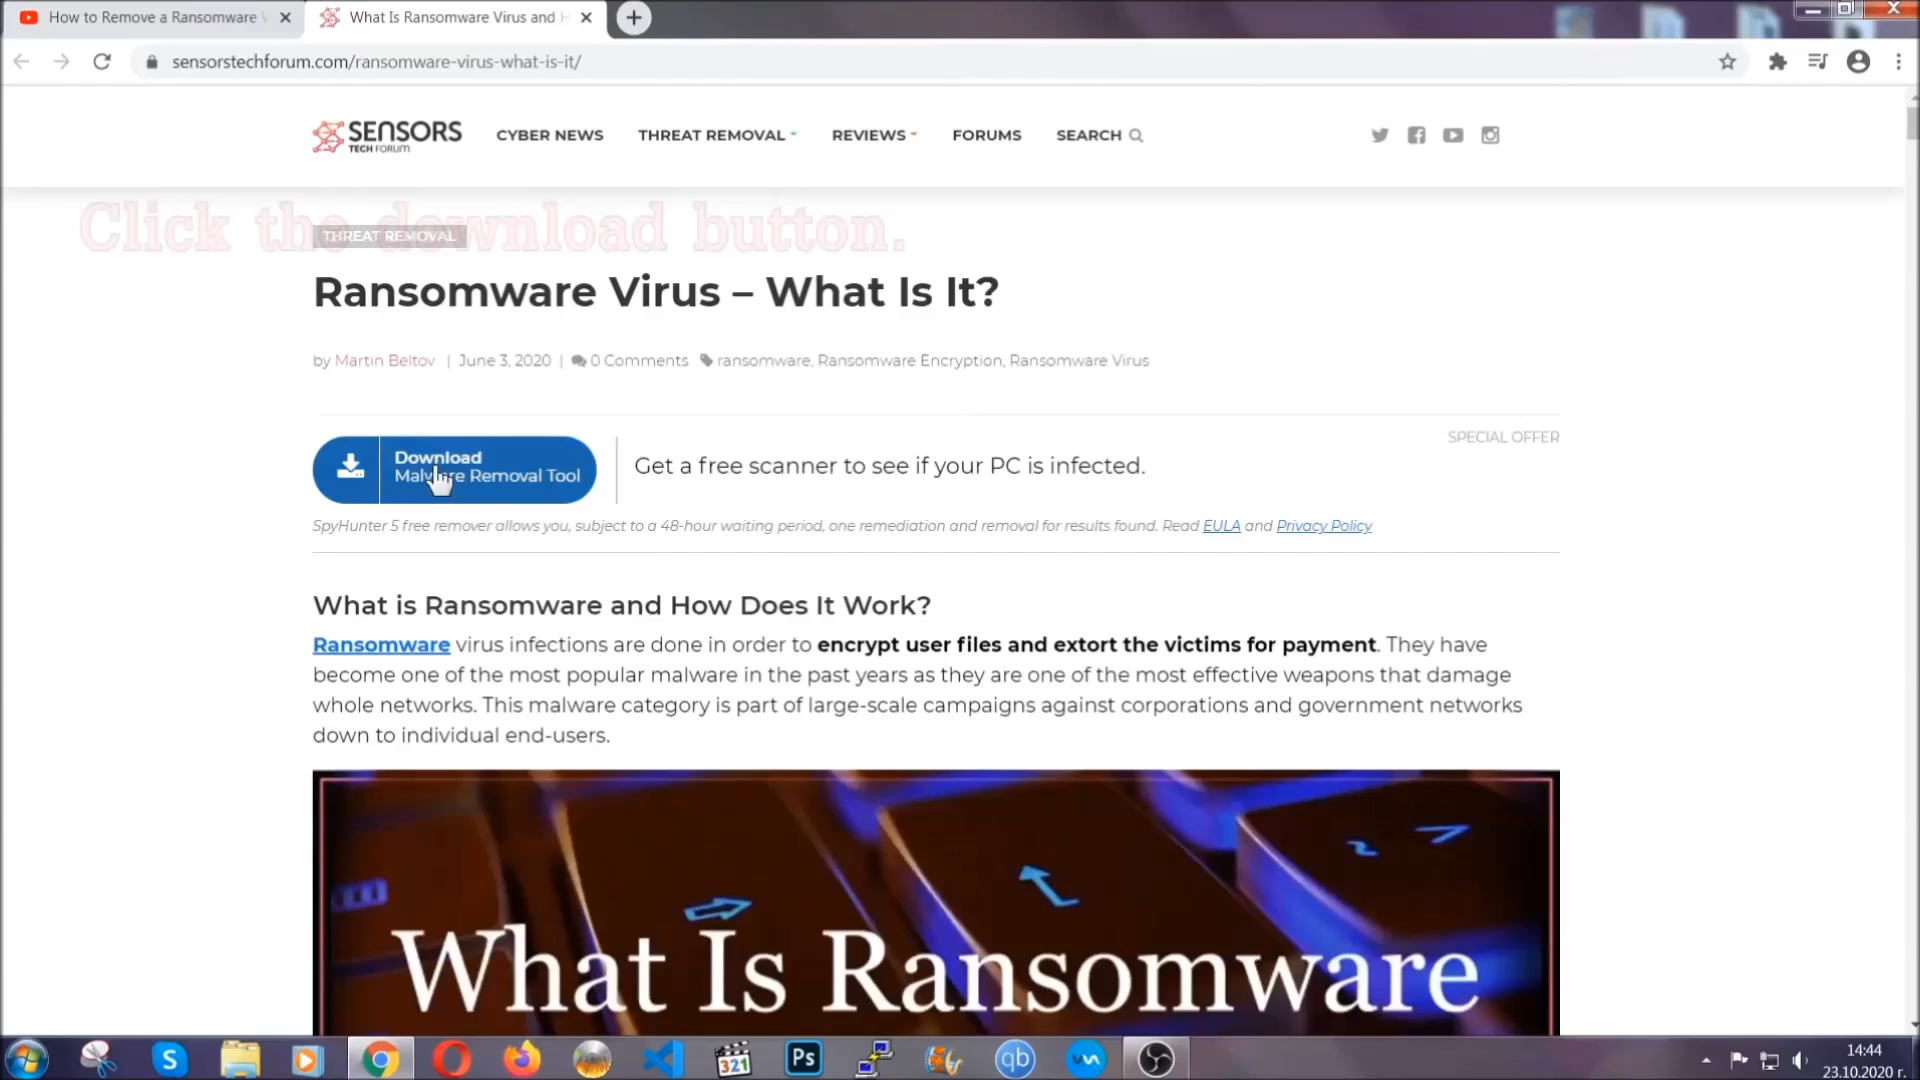 How to Remove a Ransomware V
What Is Ransomware Virus and H
sensorstechforum.com/ransomware-virus-what-is-it/
SENSORS
TECH FORUM
CYBER NEWS
THREAT REMOVAL
REVIEWS
FORUMS
SEARCH
Click the download button.
THREAT REMOVAL
Ransomware Virus – What Is It?
by Martin Beltov | June 3, 2020 | 0 Comments ransomware, Ransomware Encryption, Ransomware Virus
SPECIAL OFFER
Download
Malware Removal Tool
Get a free scanner to see if your PC is infected.
SpyHunter 5 free remover allows you, subject to a 48-hour waiting period, one remediation and removal for results found. Read EULA and Privacy Policy
What is Ransomware and How Does It Work?
Ransomware virus infections are done in order to encrypt user files and extort the victims for payment. They have
become one of the most popular malware in the past years as they are one of the most effective weapons that damage
whole networks. This malware category is part of large-scale campaigns against corporations and government networks
down to individual end-users.
What Is Ransomware
S
321
Ps
qb
14:44
23.10.2020 г.